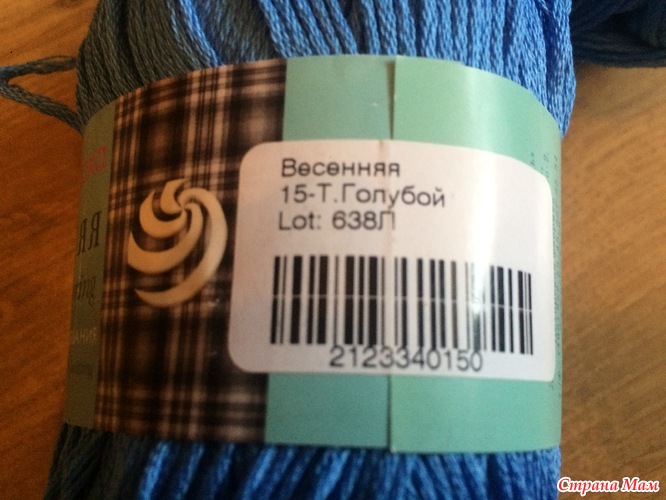 Весенняя
15-Т.Голубой
Lot: 638Л
2123340150
Страна Мам